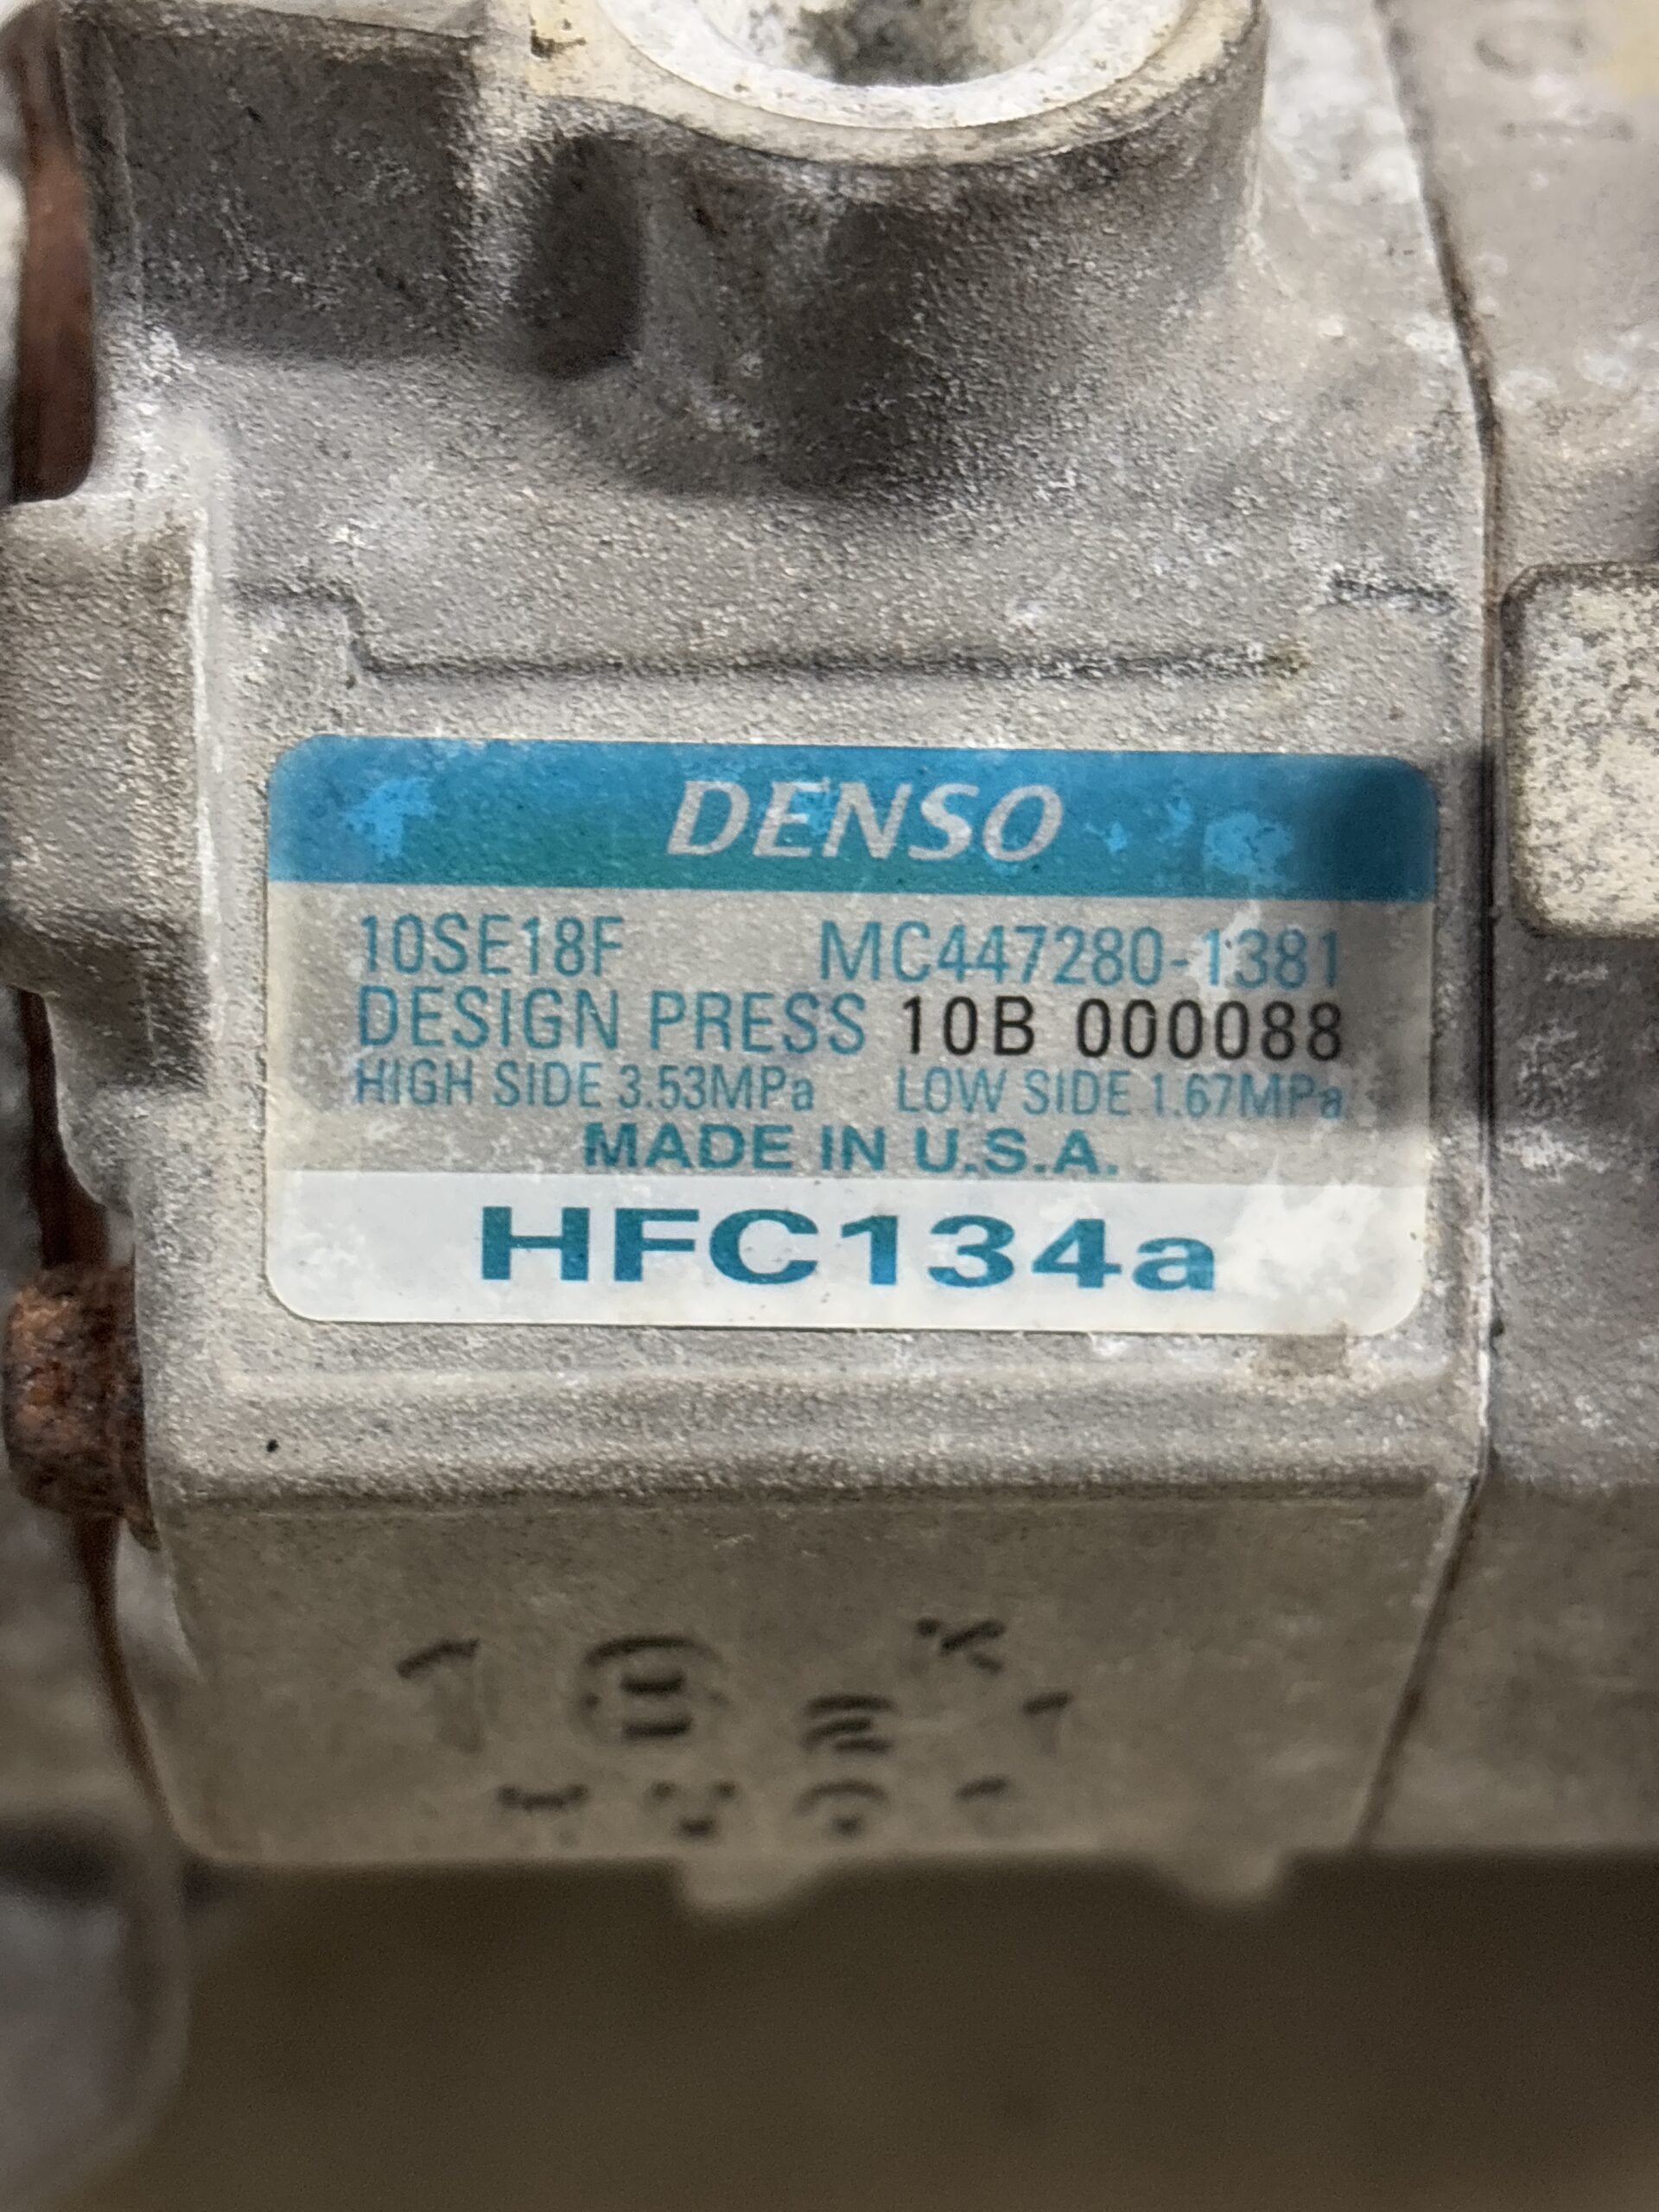 DENSO
10SE18F MC447280-1381
DESIGN PRESS 10B 000088
HIGH SIDE 3.53MPa LOW SIDE 1.67MPa
MADE IN U.S.A.
HFC134a